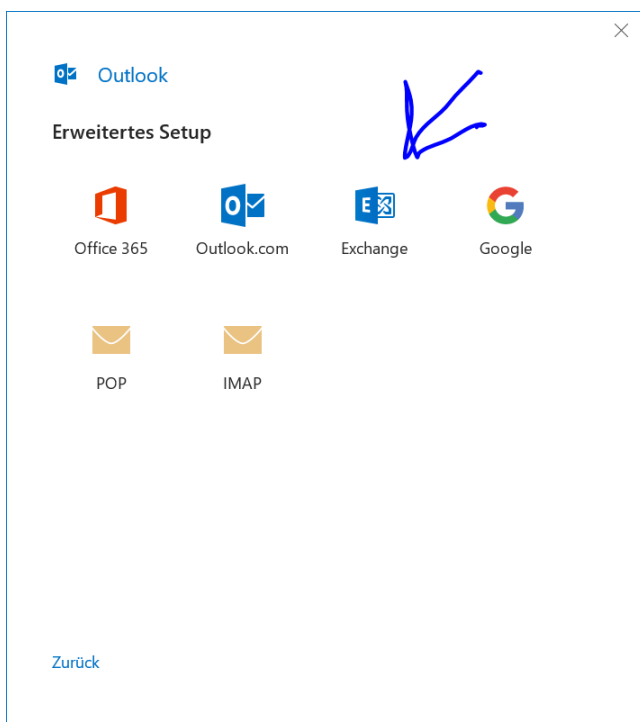 Outlook
Erweitertes Setup
Office 365
Outlook.com
Exchange
Google
POP
IMAP
Zurück